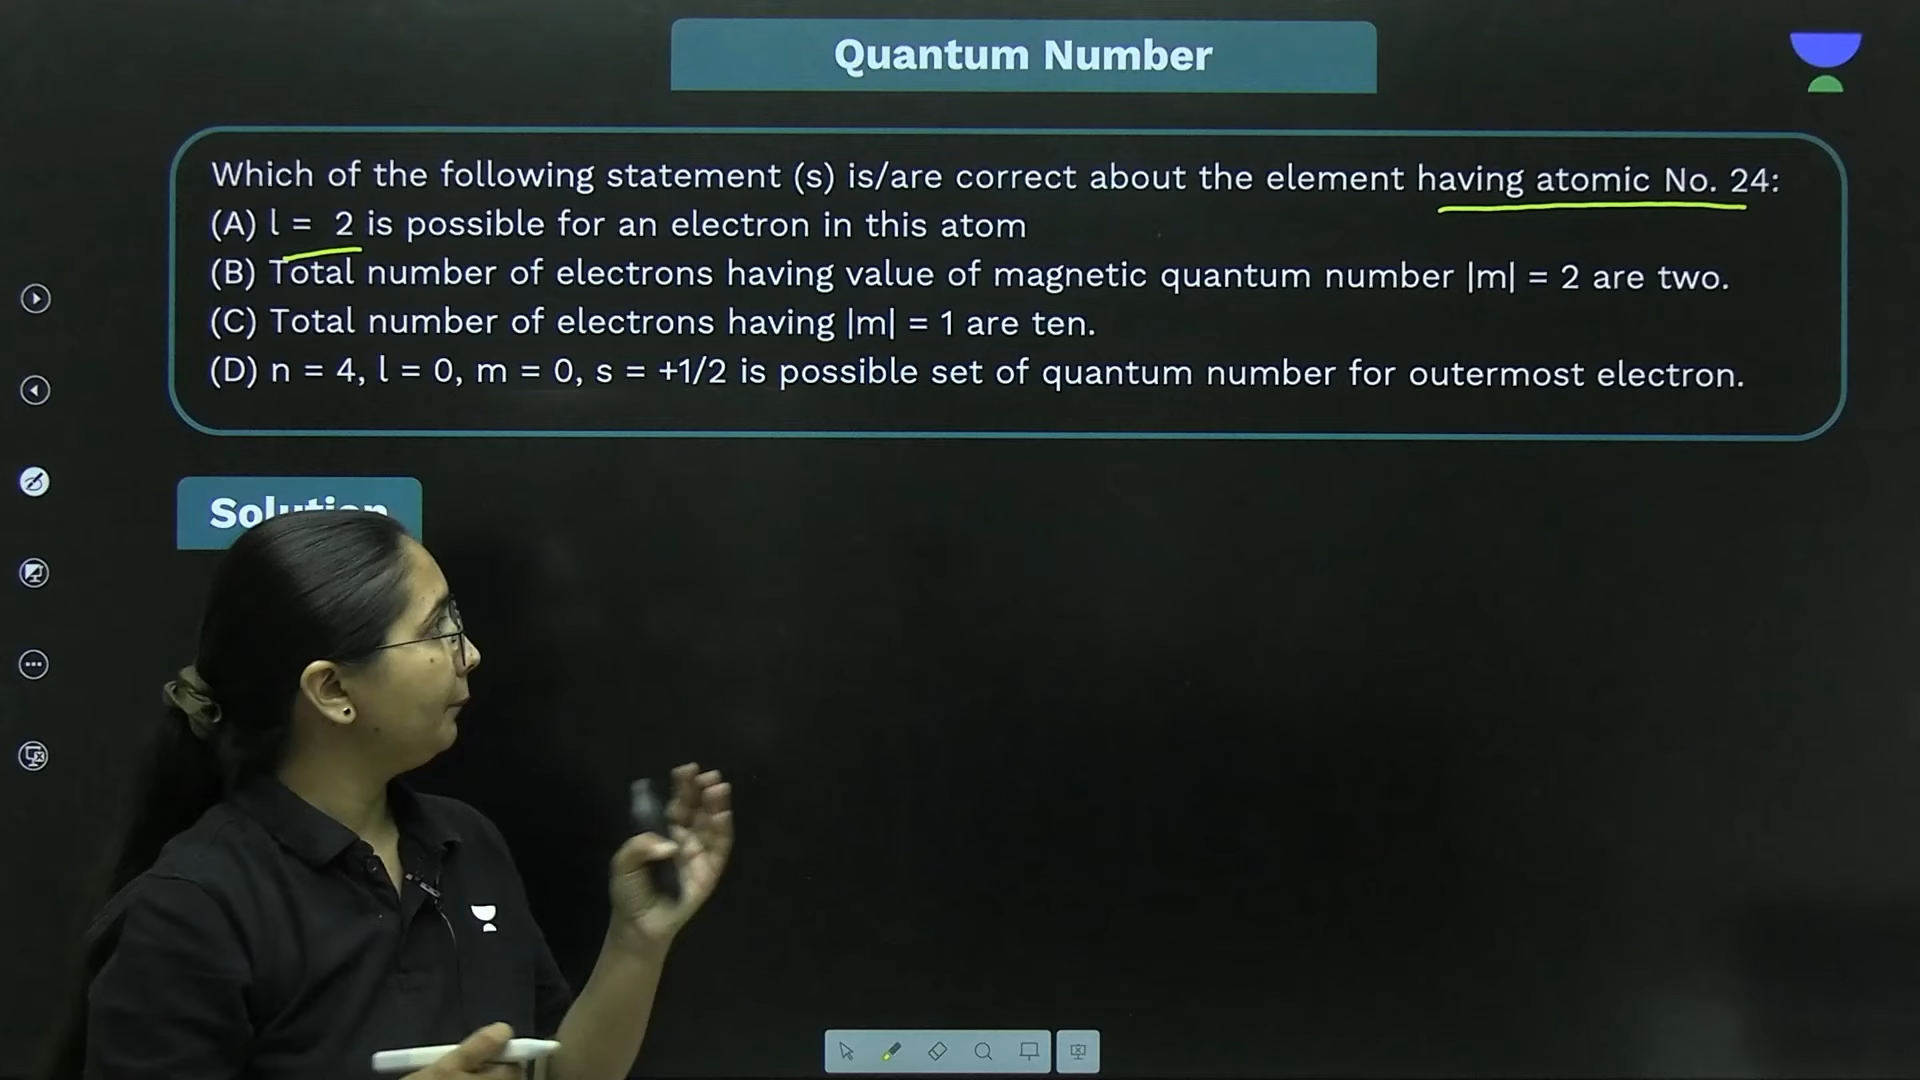 Quantum Number
Which of the following statement (s) is/are correct about the element having atomic No. 24:
(A) l = 2 is possible for an electron in this atom
(B) Total number of electrons having value of magnetic quantum number |m| = 2 are two.
(C) Total number of electrons having |m| = 1 are ten.
(D) n = 4, l = 0, m = 0, s = +1/2 is possible set of quantum number for outermost electron.
Solution